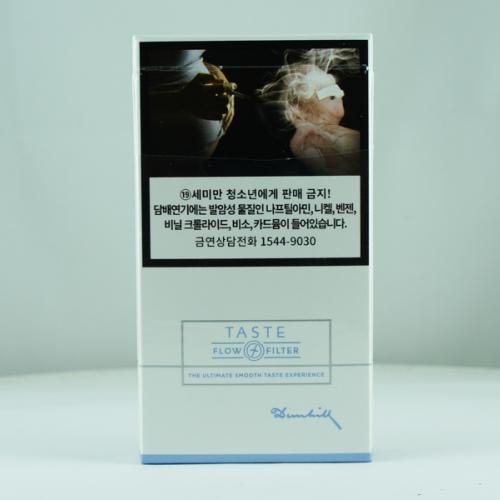 ⑲세미만 청소년에게 판매 금지!
담배연기에는 발암성 물질인 나프틸아민, 니켈, 벤젠,
비닐 크롤라이드, 비소, 카드뮴이 들어있습니다.
금연상담전화 1544-9030
TASTE
FLOW FILTER
THE ULTIMATE SMOOTH TASTE EXPERIENCE
Dunhill